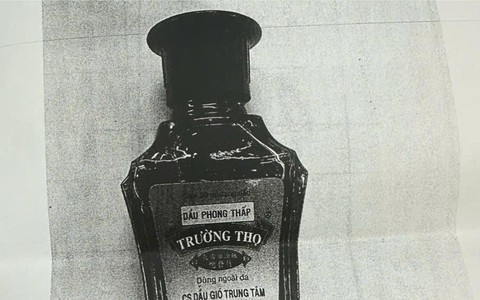 DẦU PHONG THẤP
TRƯỜNG THỌ
Dùng ngoài da
CS DẦU GIÓ TRUNG TÂM